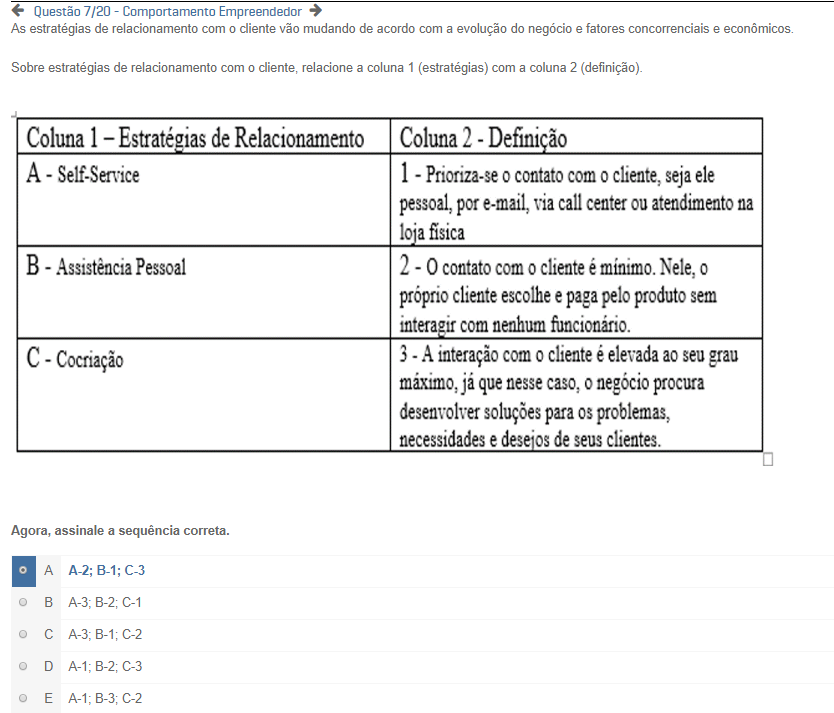 Questão 7/20 - Comportamento Empreendedor
As estratégias de relacionamento com o cliente vão mudando de acordo com a evolução do negócio e fatores concorrenciais e econômicos.
Sobre estratégias de relacionamento com o cliente, relacione a coluna 1 (estratégias) com a coluna 2 (definição).
Coluna 1 – Estratégias de Relacionamento
Coluna 2 - Definição
A - Self-Service
1 - Prioriza-se o contato com o cliente, seja ele
pessoal, por e-mail, via call center ou atendimento na
loja física
B - Assistência Pessoal
2 - O contato com o cliente é mínimo. Nele, o
próprio cliente escolhe e paga pelo produto sem
interagir com nenhum funcionário.
C - Cocriação
3 - A interação com o cliente é elevada ao seu grau
máximo, já que nesse caso, o negócio procura
desenvolver soluções para os problemas,
necessidades e desejos de seus clientes.
Agora, assinale a sequência correta.
A A-2; B-1; C-3
B A-3; B-2; C-1
C A-3; B-1; C-2
D A-1; B-2; C-3
E A-1; B-3; C-2